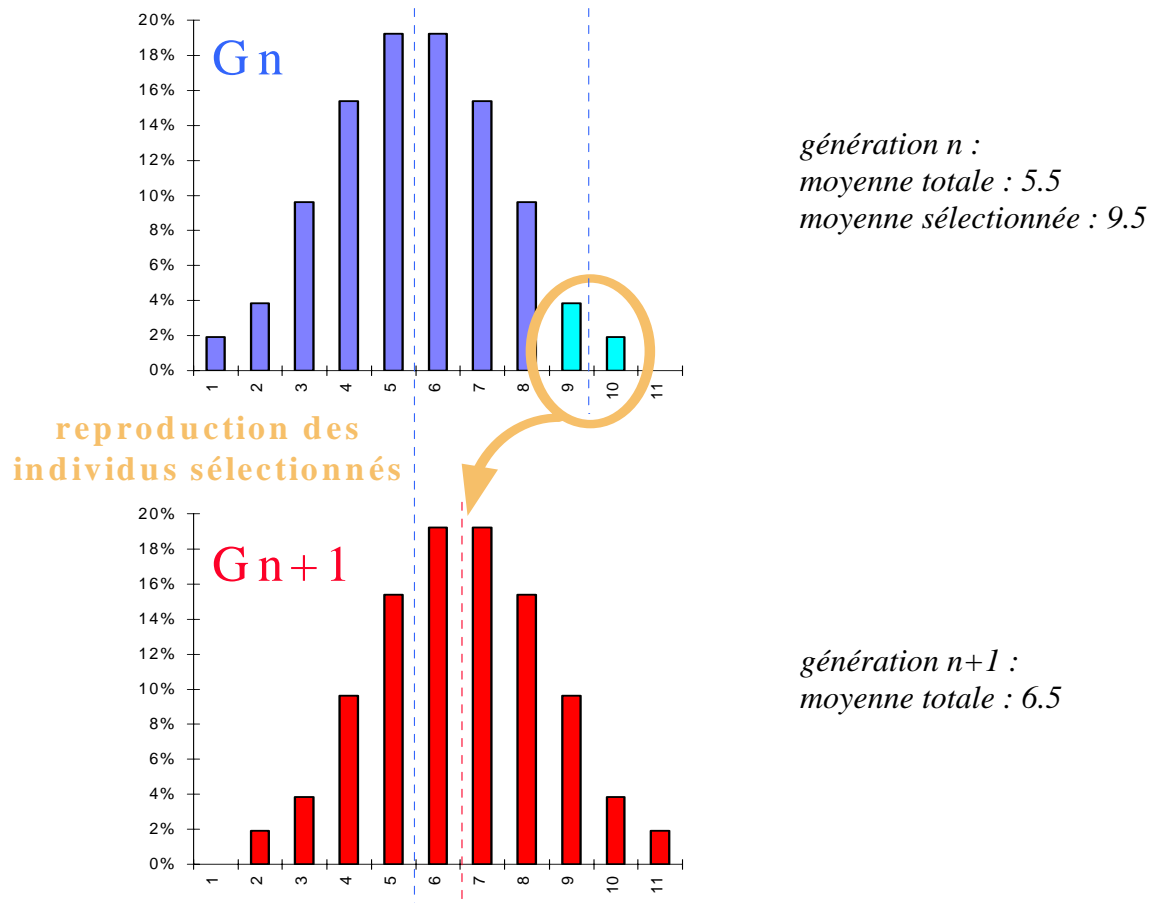 20%
18%
16%
14%
12%
10%
8%
6%
4%
2%
0%
Gn
1 2 3 4 5 6 7 8 9 10 11
génération n :
moyenne totale : 5.5
moyenne sélectionnée : 9.5
reproduction des
individus sélectionnés
20%
18%
16%
14%
12%
10%
8%
6%
4%
2%
0%
Gn+1
1 2 3 4 5 6 7 8 9 10 11
génération n+1 :
moyenne totale : 6.5